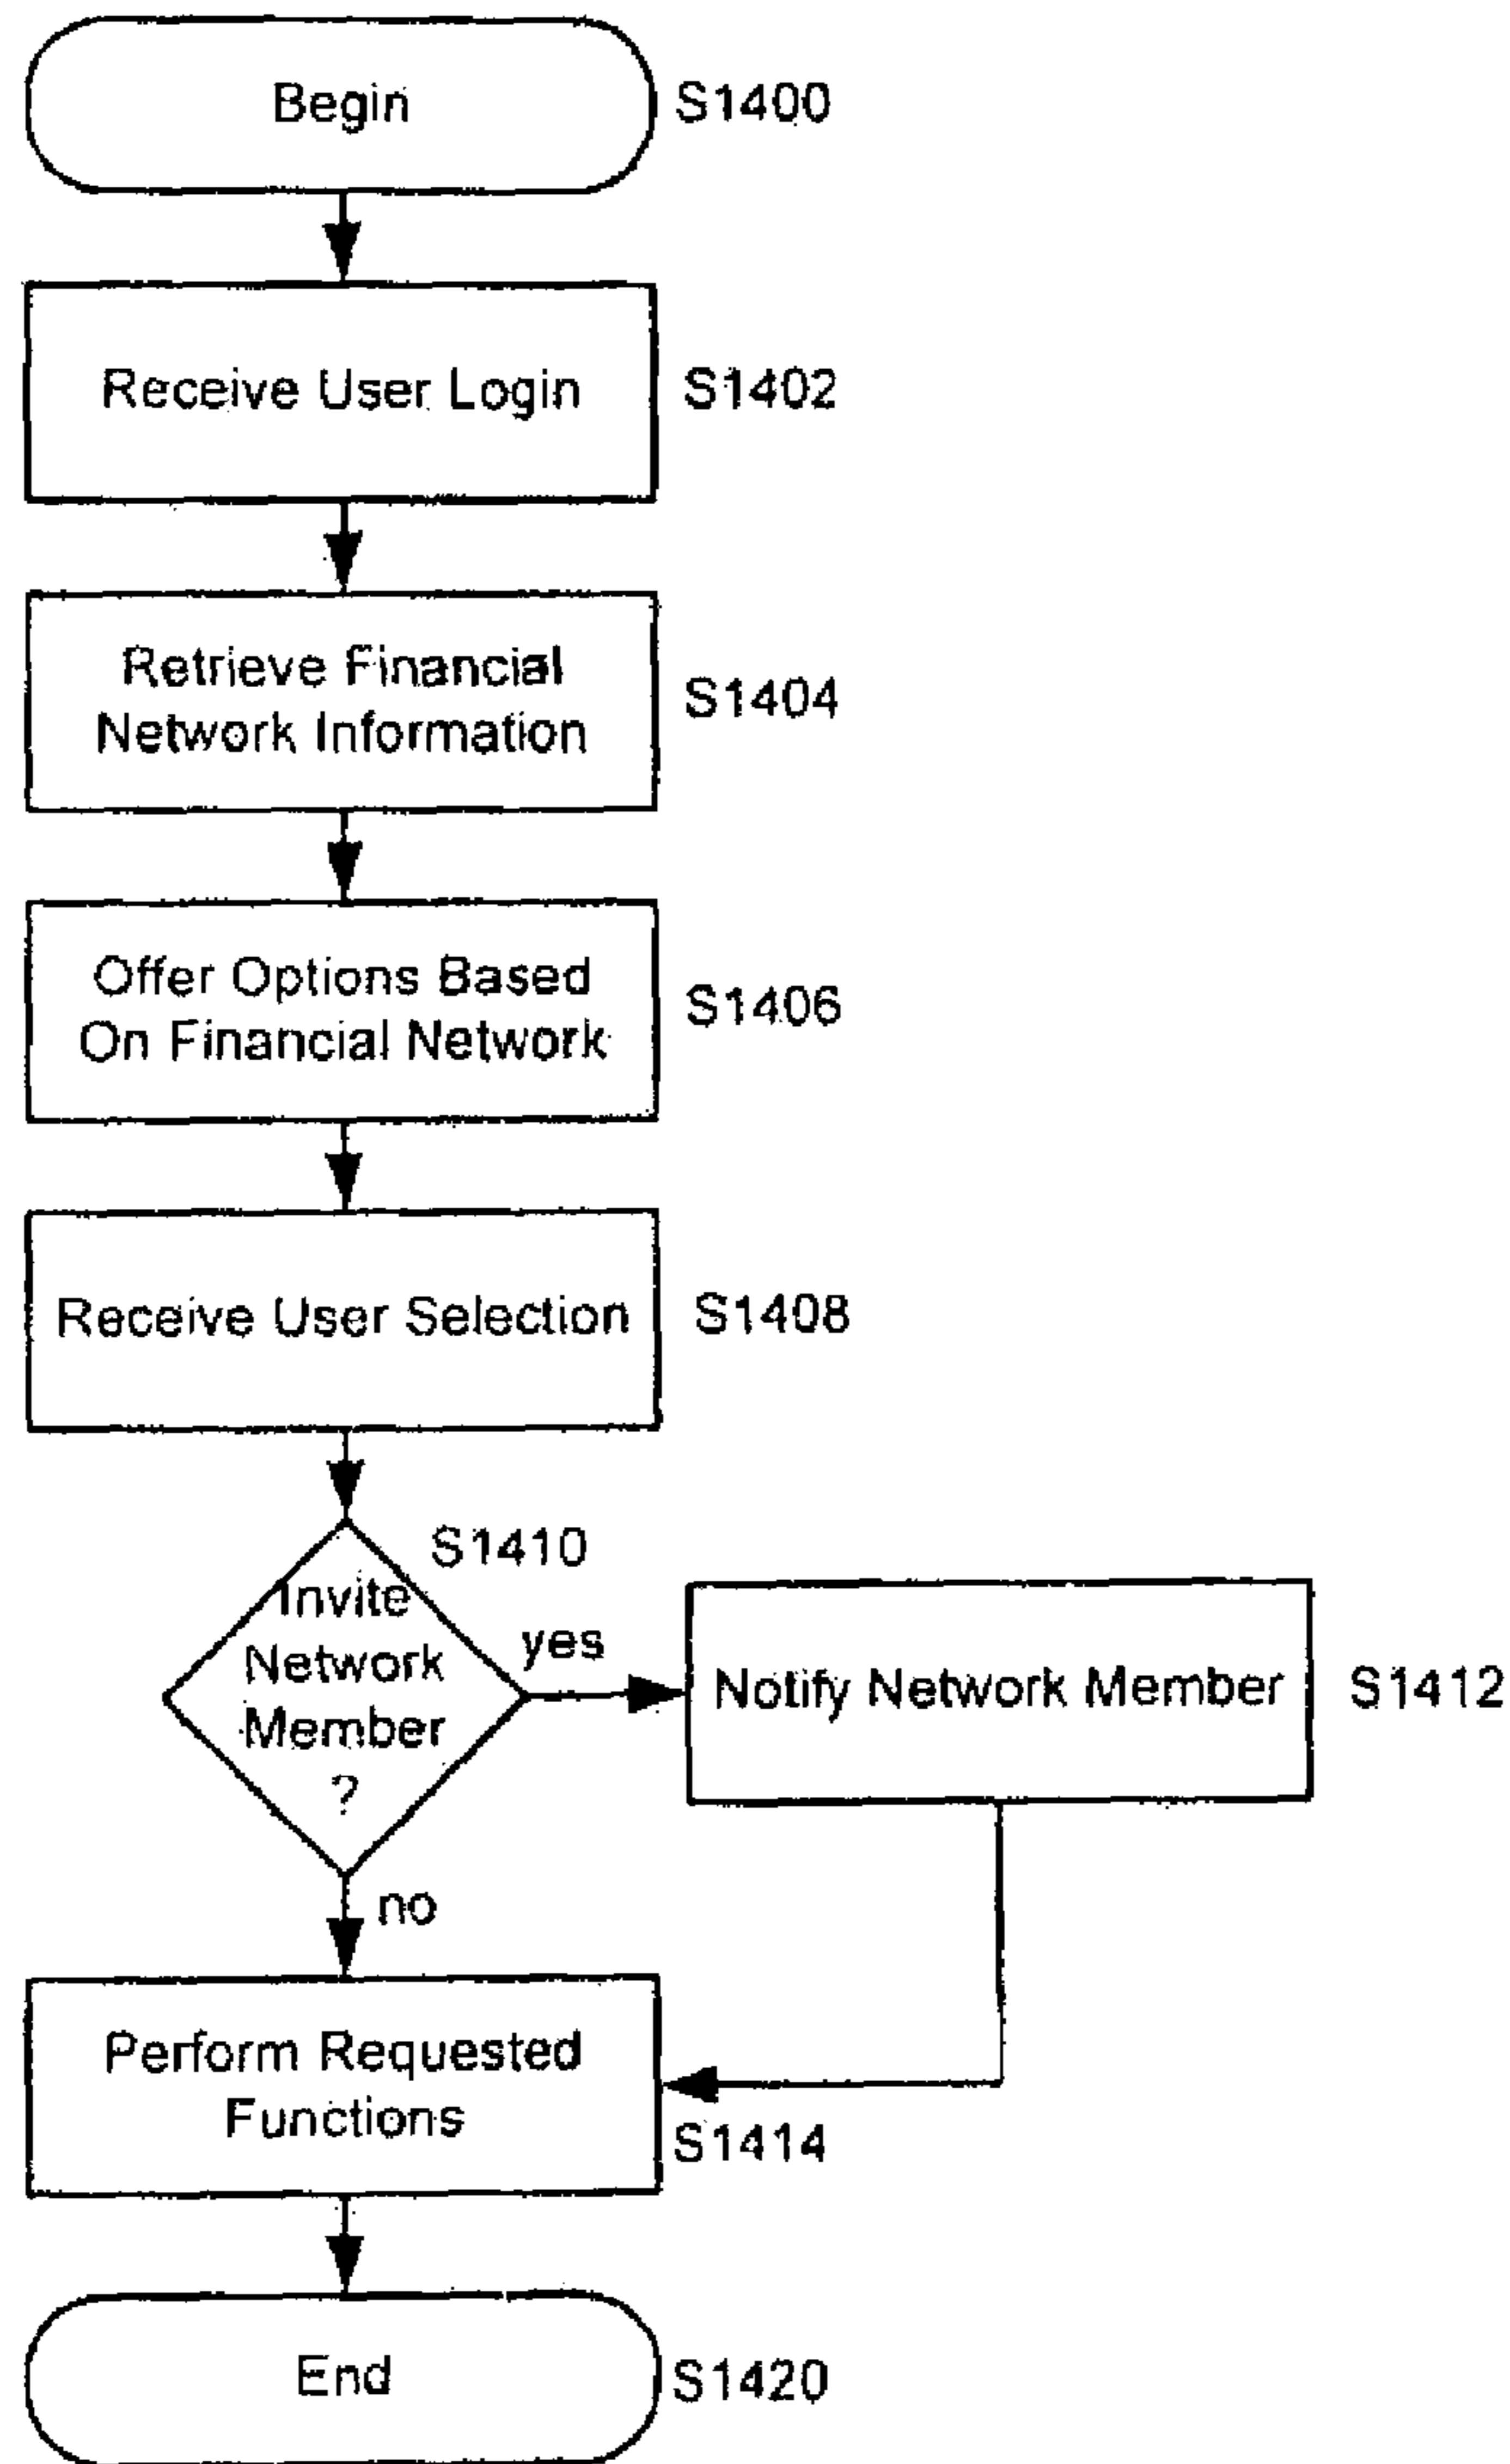 Begin
S1400
Receive User Login
S1402
Retrieve Financial
Network Information
S1404
Offer Options Based
On Financial Network
S1406
Receive User Selection
S1408
S1410
Invite
Network
Member
?
yes
Notify Network Member
S1412
no
Perform Requested
Functions
S1414
End
S1420